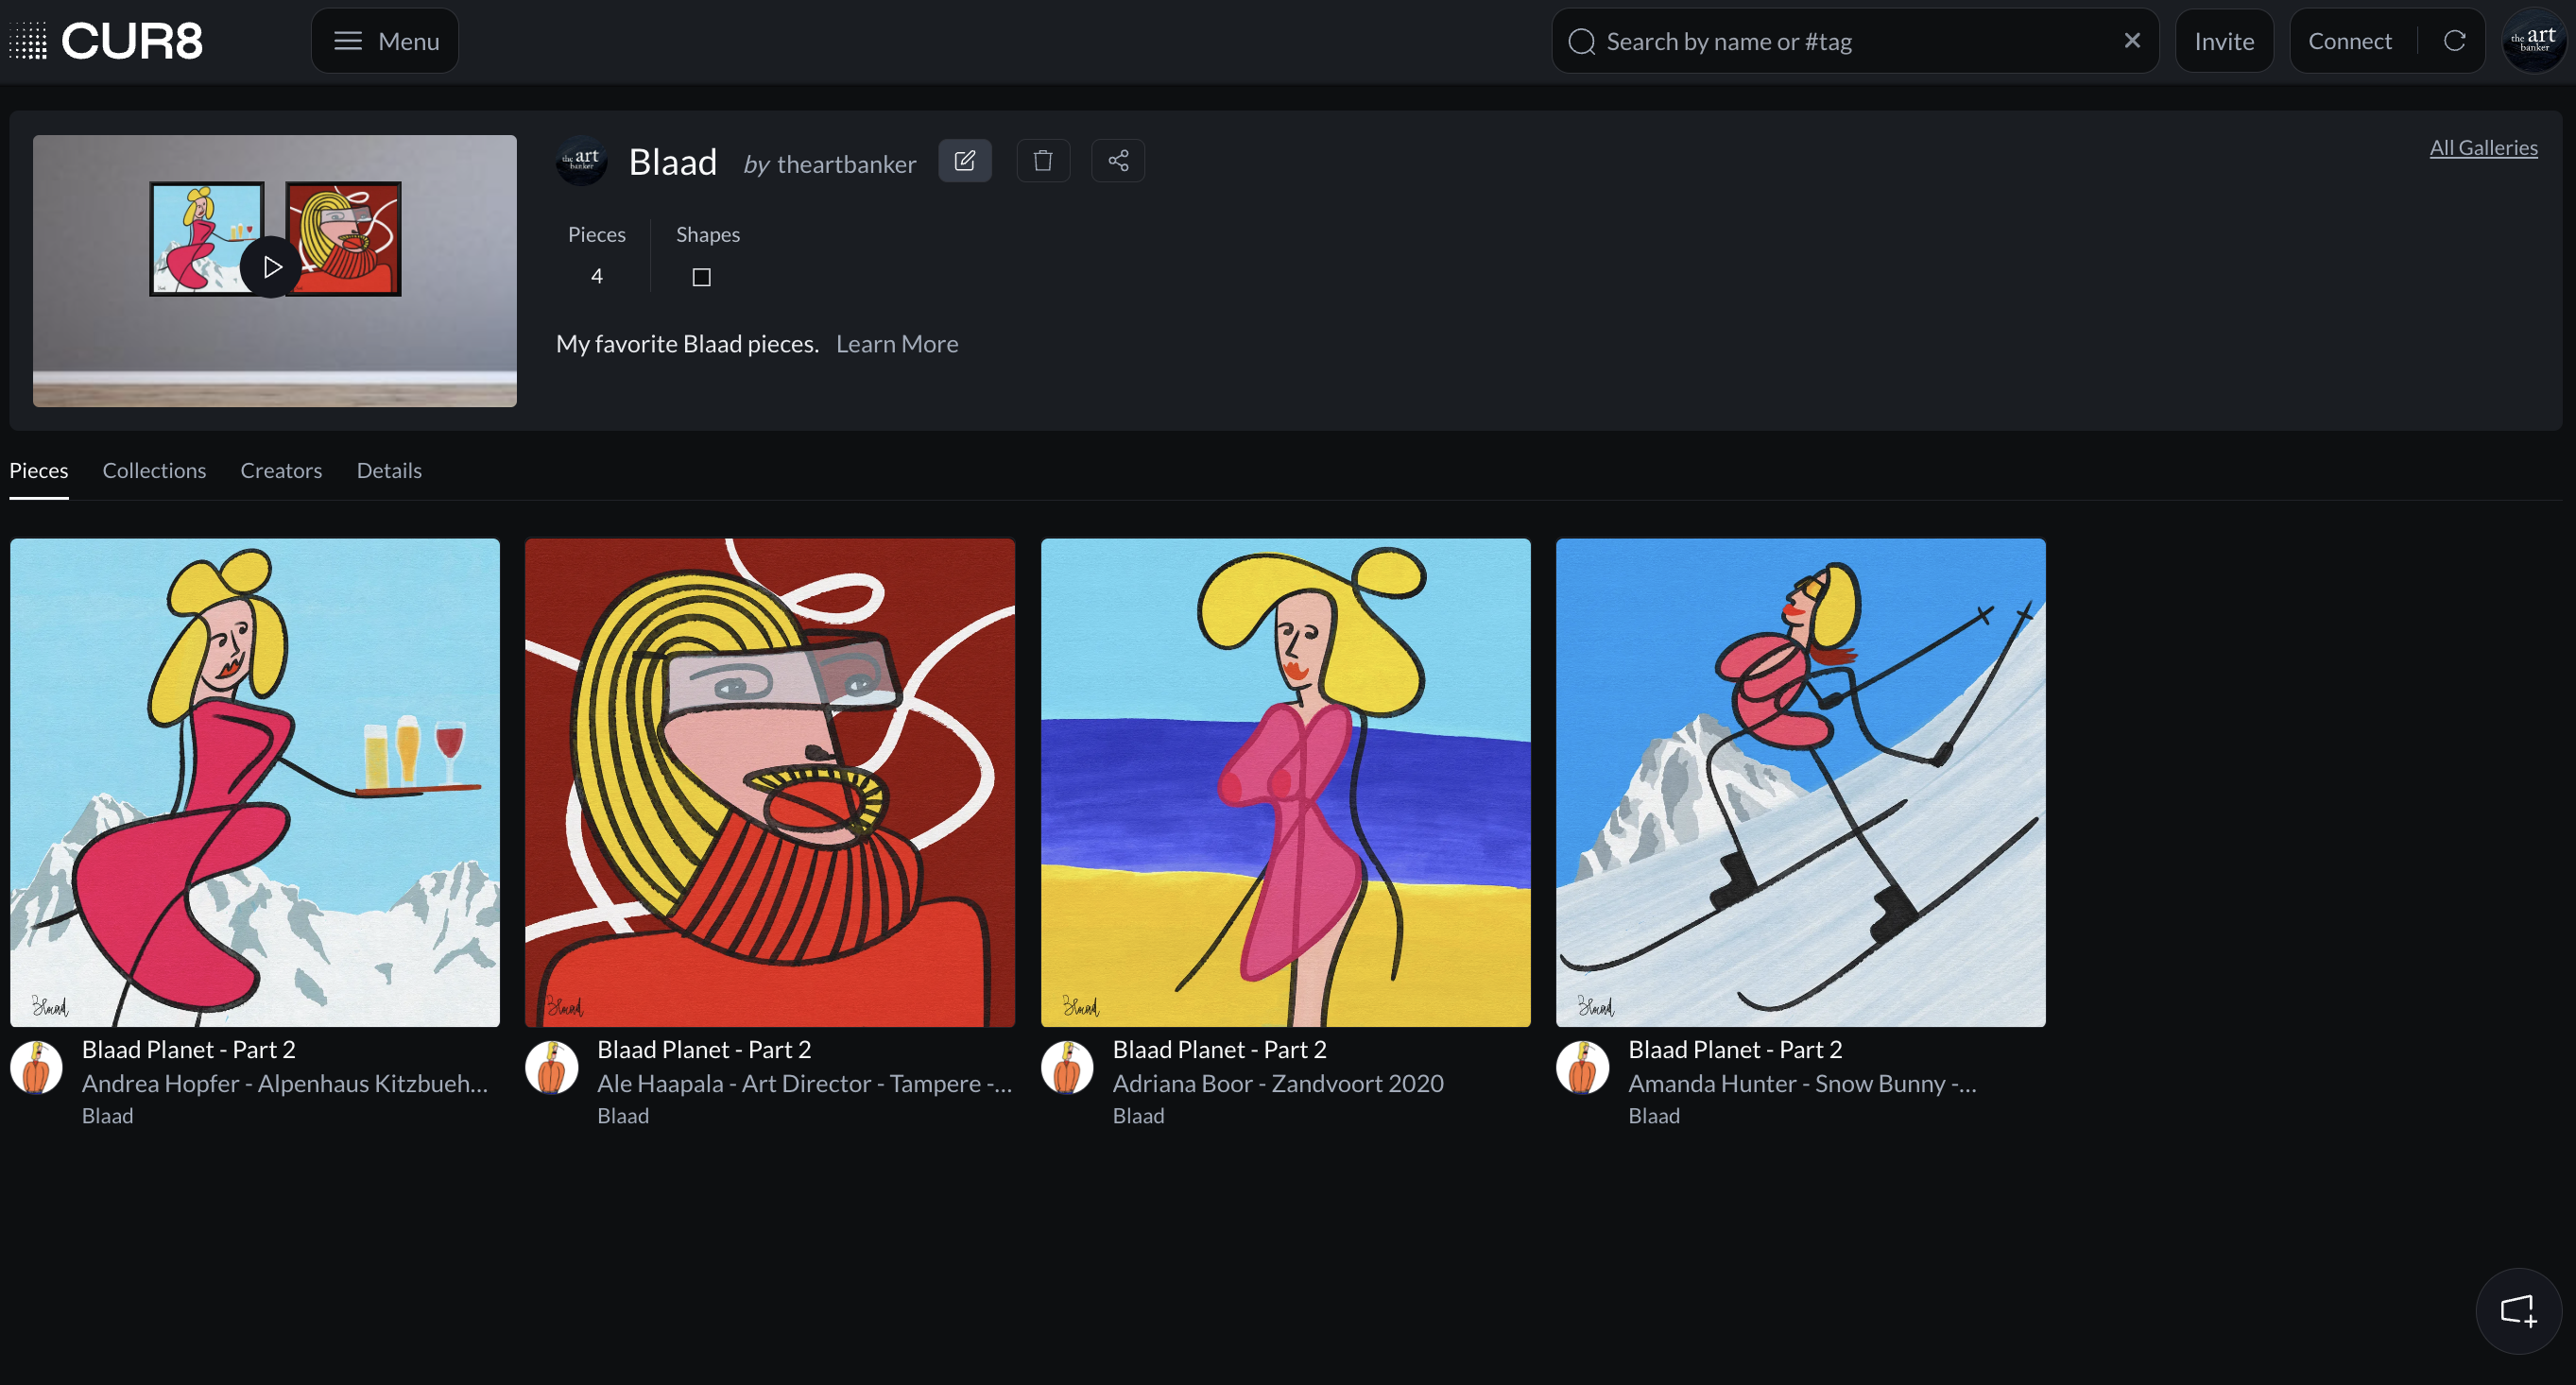 CUR8
Menu
Search by name or #tag
Invite
Connect
the art
banker
the art
banker
Blaad by theartbanker
All Galleries
Pieces
4
Shapes
My favorite Blaad pieces. Learn More
Pieces
Collections
Creators
Details
Blaad
Blaad Planet - Part 2
Andrea Hopfer - Alpenhaus Kitzbueh...
Blaad
Blaad
Blaad Planet - Part 2
Ale Haapala - Art Director - Tampere -...
Blaad
Blaad
Blaad Planet - Part 2
Adriana Boor - Zandvoort 2020
Blaad
Blaad
Blaad Planet - Part 2
Amanda Hunter - Snow Bunny -...
Blaad